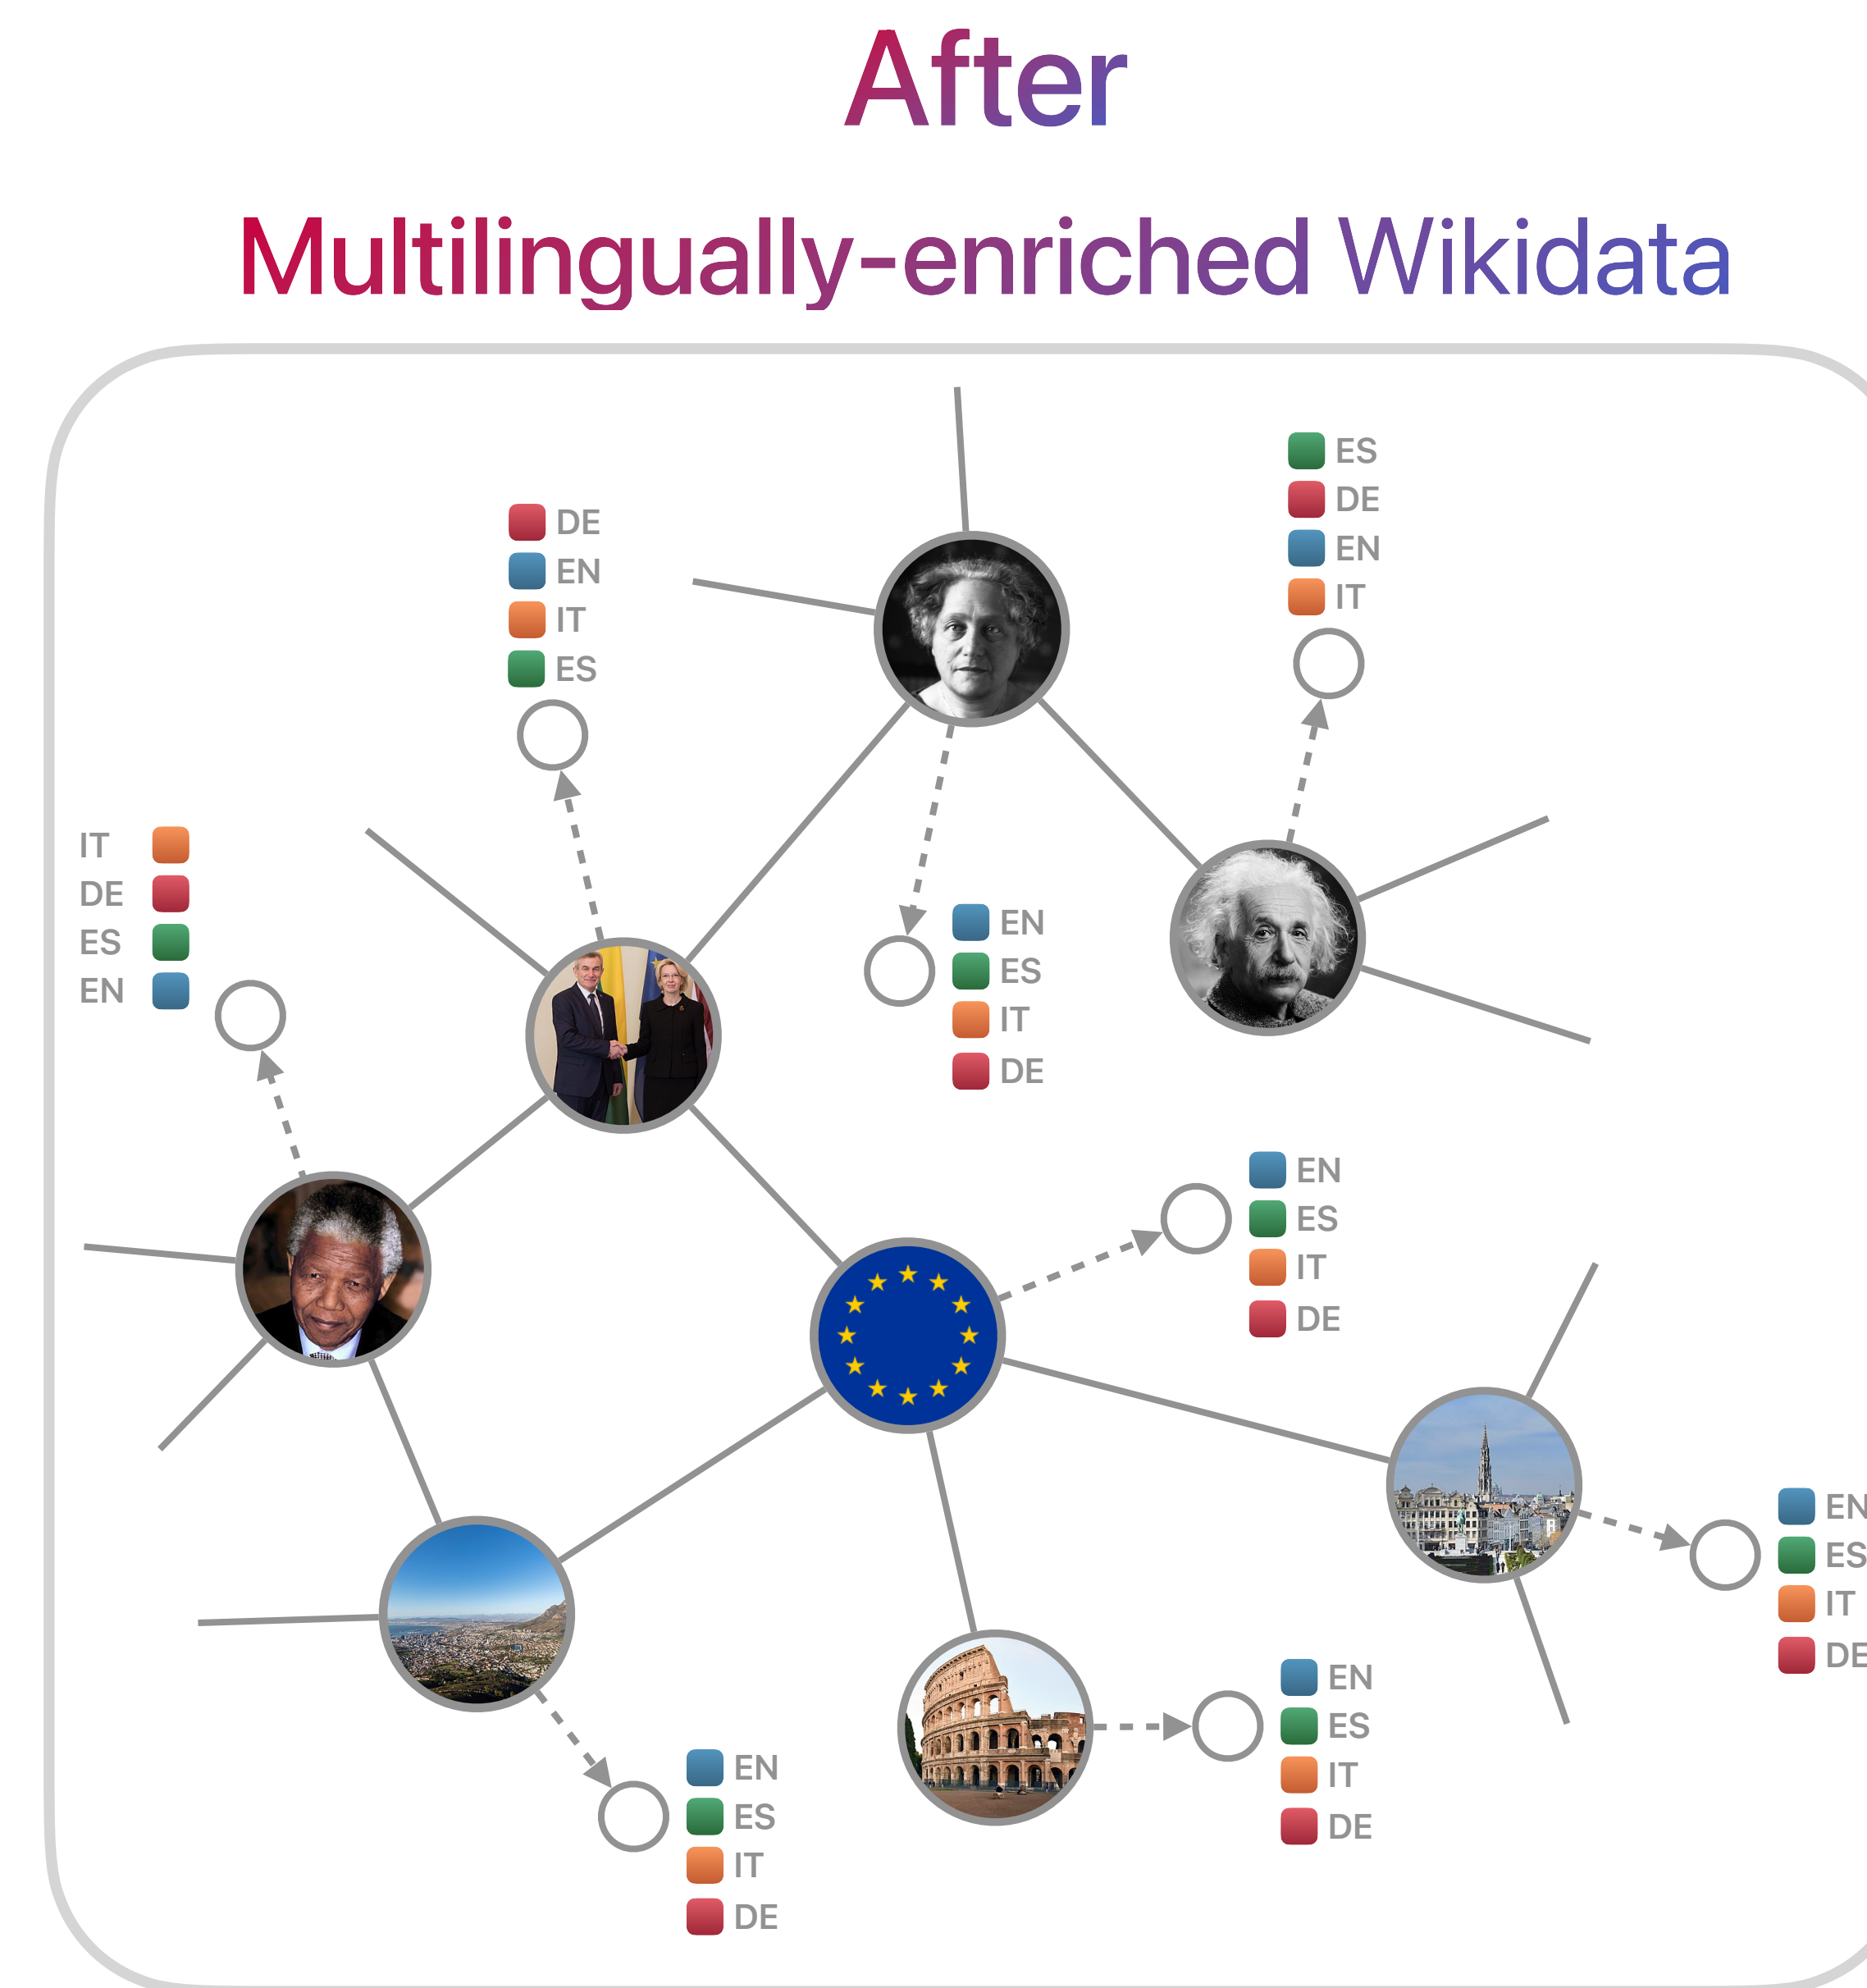 After
Multilingually-enriched Wikidata
ES
DE
EN
IT
DE
EN
IT
ES
IT
DE
ES
EN
EN
ES
IT
DE
EN
ES
IT
DE
EN
ES
IT
DE
EN
ES
IT
DE
EN
ES
IT
DE